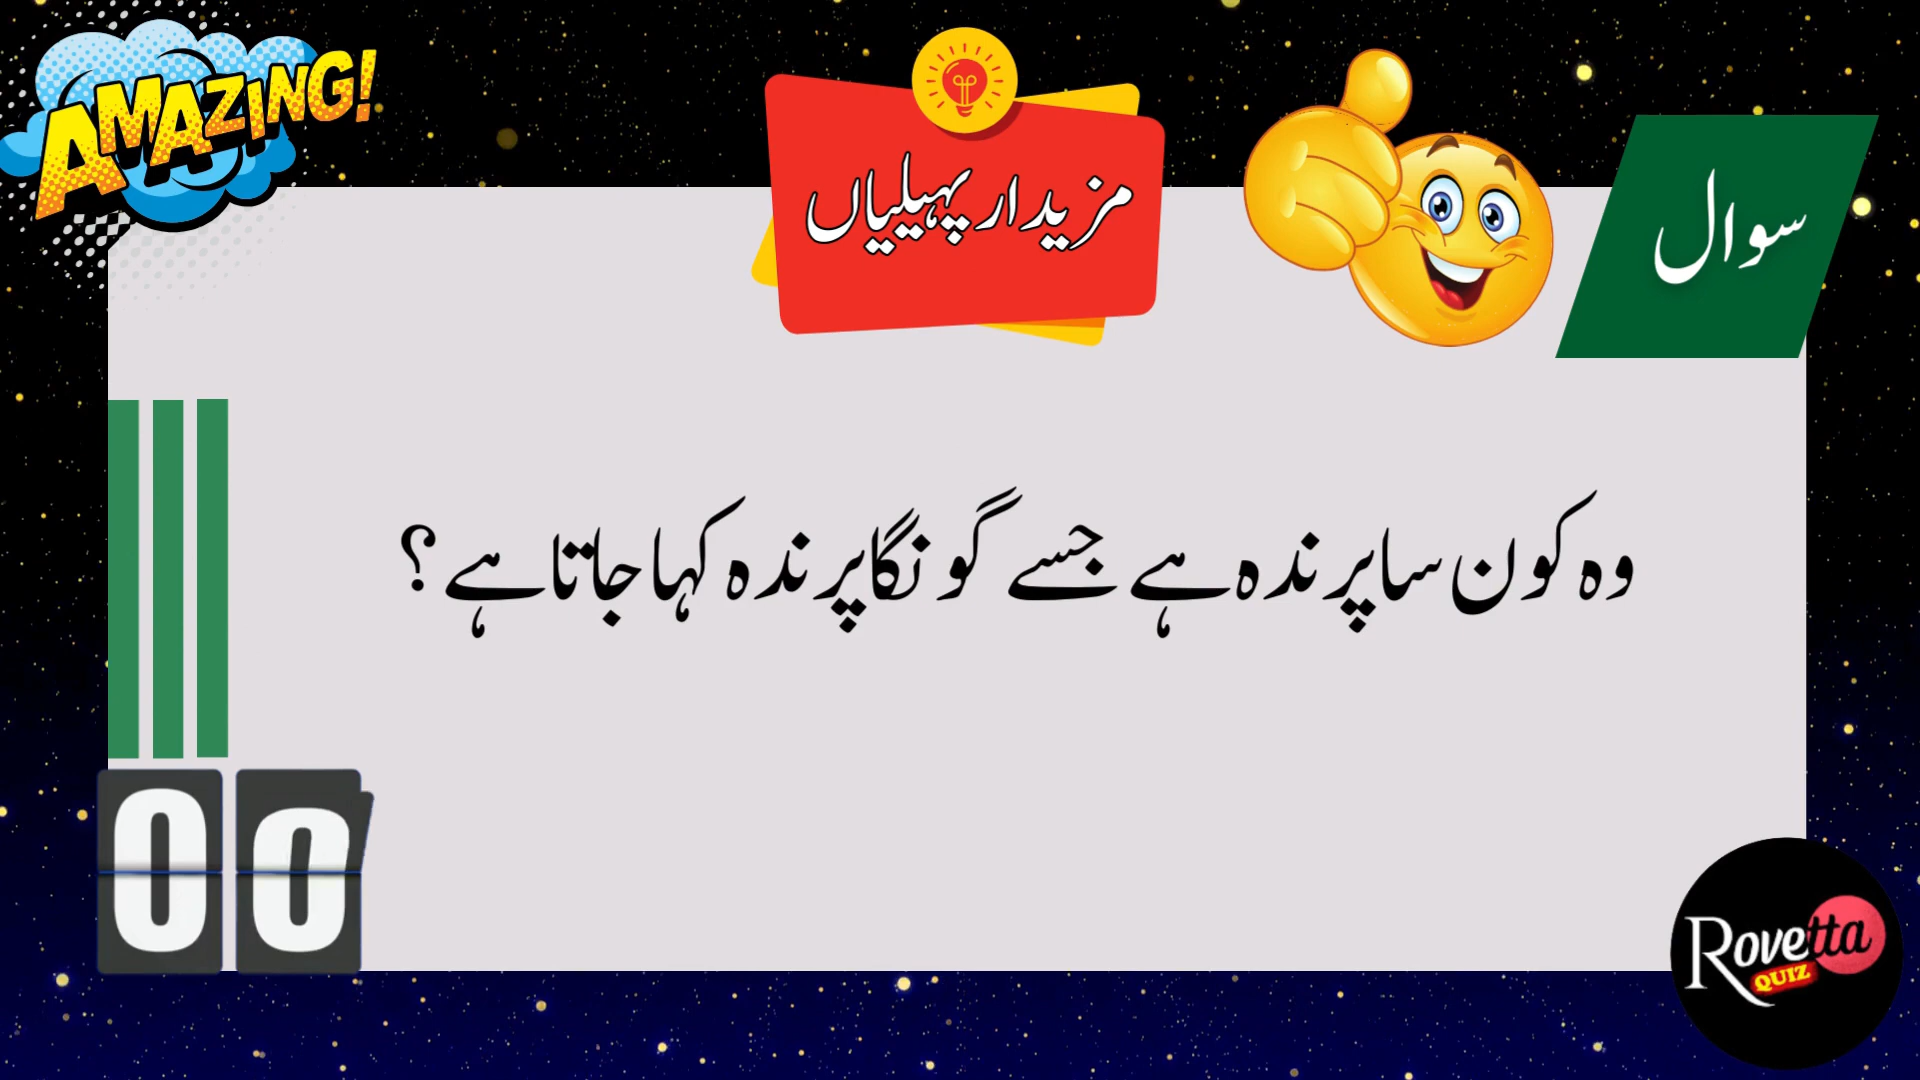 AMAZING!
مزیدار پہیلیاں
سوال
وہ کون سا پرندہ ہے جسے گونگا پرندہ کہا جاتا ہے؟
00
Rovetta
QUIZ